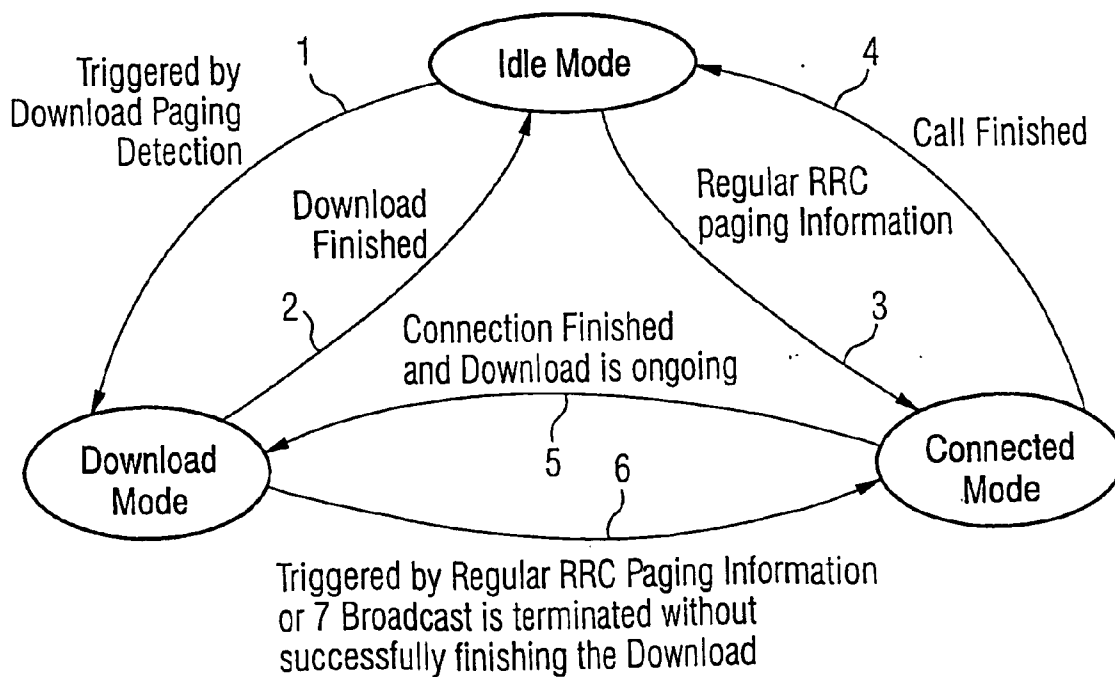 1
Idle Mode
4
Triggered by
Download Paging
Detection
Call Finished
Regular RRC
paging Information
Download
Finished
2
3
Connection Finished
and Download is ongoing
Download
Mode
5
Connected
Mode
6
Triggered by Regular RRC Paging Information
or 7 Broadcast is terminated without
successfully finishing the Download